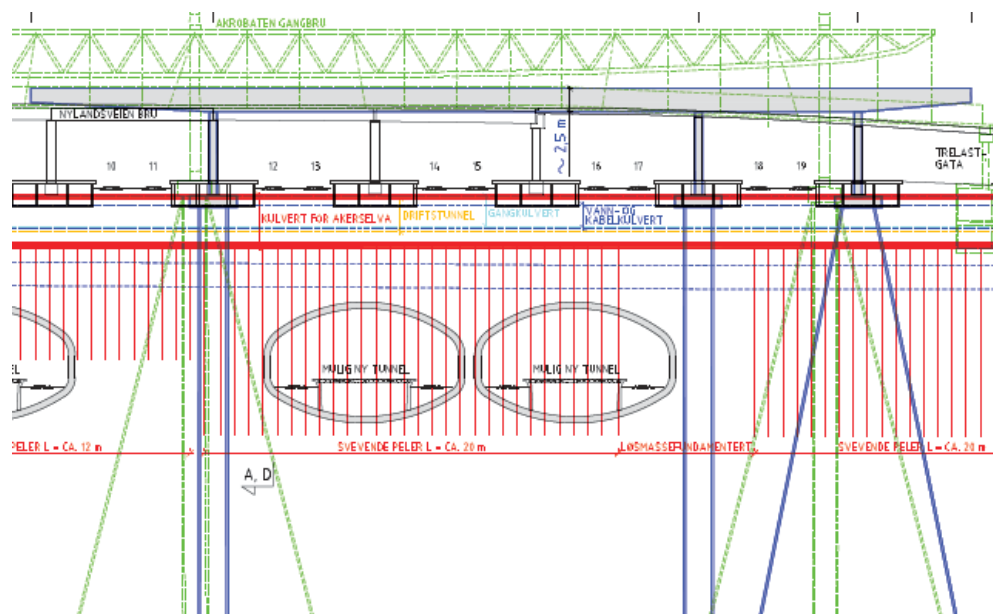 AKROBATEN GANGBRU
NYLANDSVEIEN BRU
~ 2,5 m
TRELAST-
GATA
10 11 12 13 14 15 16 17 18 19
KULVERT FOR AKERSELVA
DRIFTSTUNNEL
GANGKULVERT
VANN- OG
KABELKULVERT
EL
MULIG NY TUNNEL
MULIG NY TUNNEL
PELER L = CA. 12 m
SVEVENDE PELER L = CA. 20 m
LØSMASSEFUNDAMENTERT
SVEVENDE PELER L = CA. 20 m
A, D